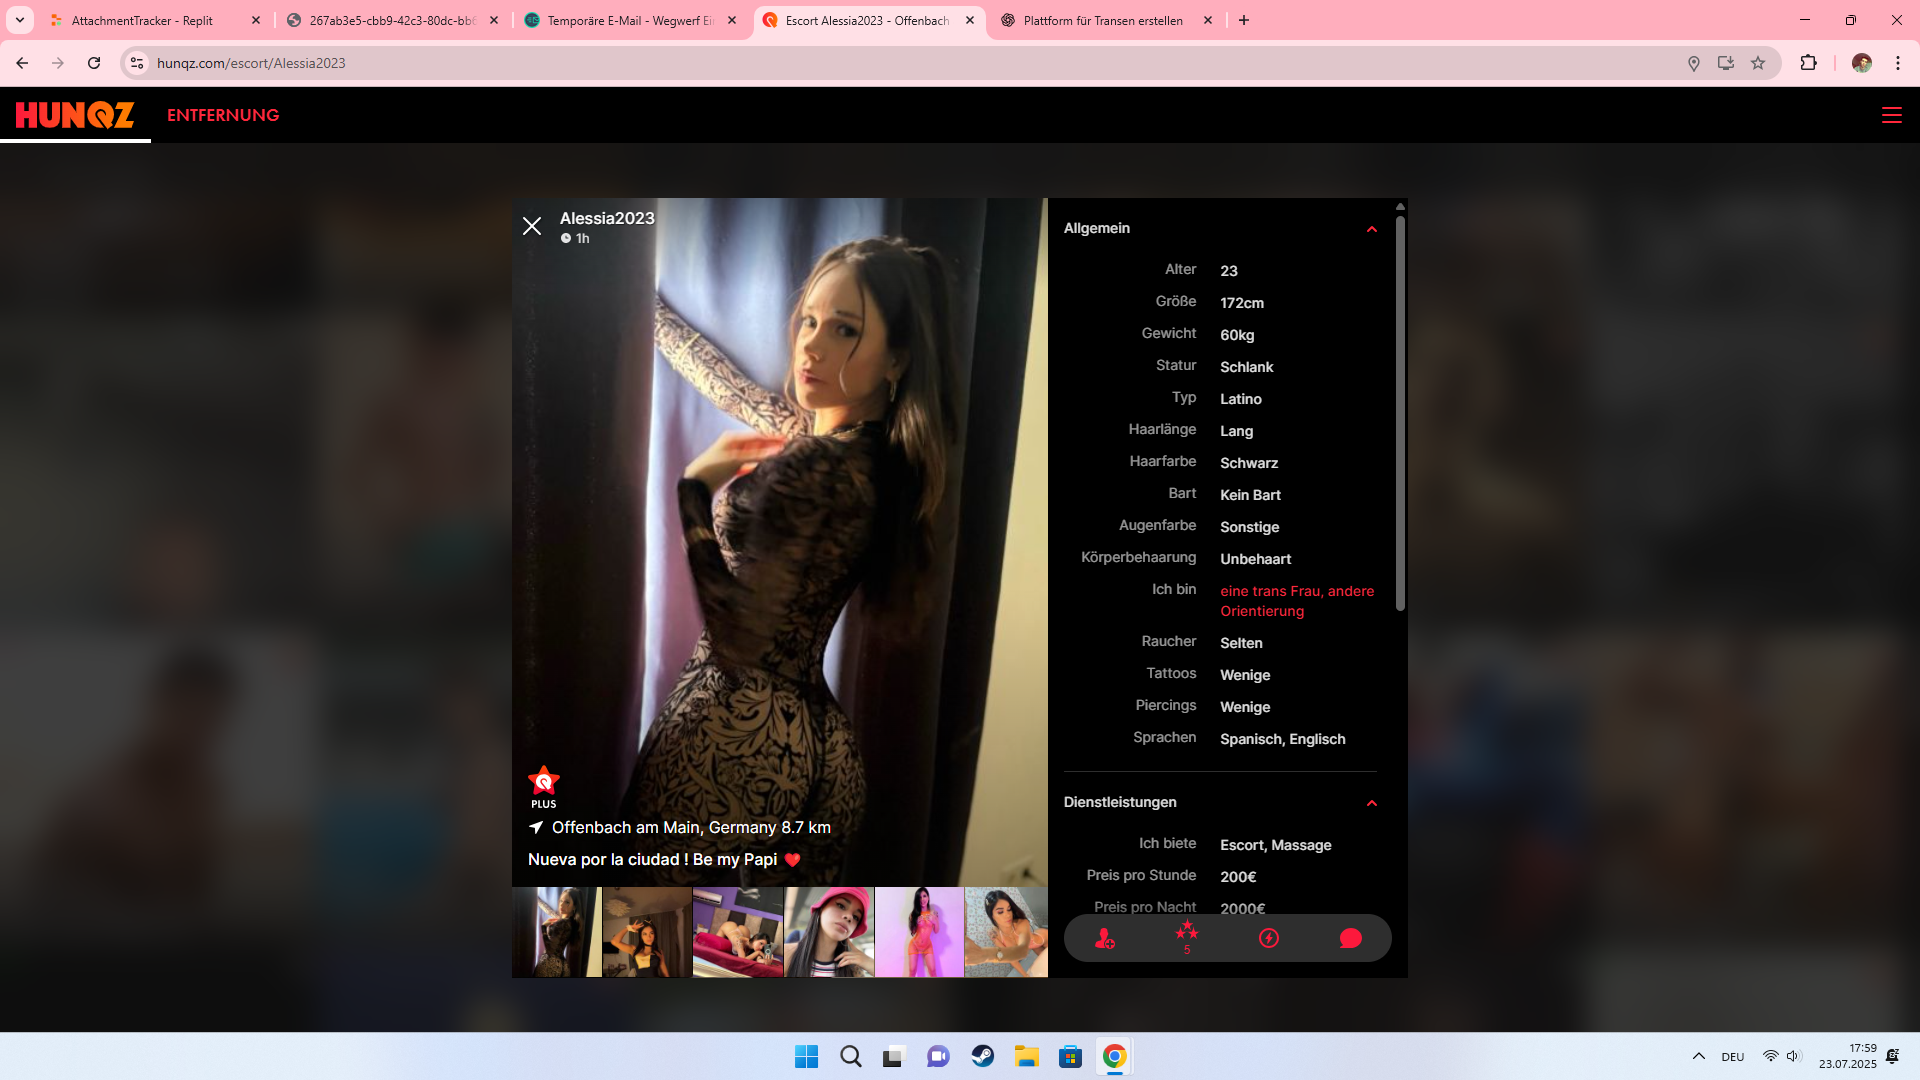 AttachmentTracker - Replit
267ab3e5-cbb9-42c3-80dc-bb6
Temporäre E-Mail - Wegwerf Ei
Escort Alessia2023 - Offenbach
Plattform für Transen erstellen
hunqz.com/escort/Alessia2023
HUNQZ
ENTFERNUNG
Alessia2023
1h
PLUS
Offenbach am Main, Germany 8.7 km
Nueva por la ciudad ! Be my Papi ❤️
Allgemein
Alter 23
Größe 172cm
Gewicht 60kg
Statur Schlank
Typ Latino
Haarlänge Lang
Haarfarbe Schwarz
Bart Kein Bart
Augenfarbe Sonstige
Körperbehaarung Unbehaart
Ich bin eine trans Frau, andere
Orientierung
Raucher Selten
Tattoos Wenige
Piercings Wenige
Sprachen Spanisch, Englisch
Dienstleistungen
Ich biete Escort, Massage
Preis pro Stunde 200€
Preis pro Nacht 2000€
5
DEU
17:59
23.07.2025